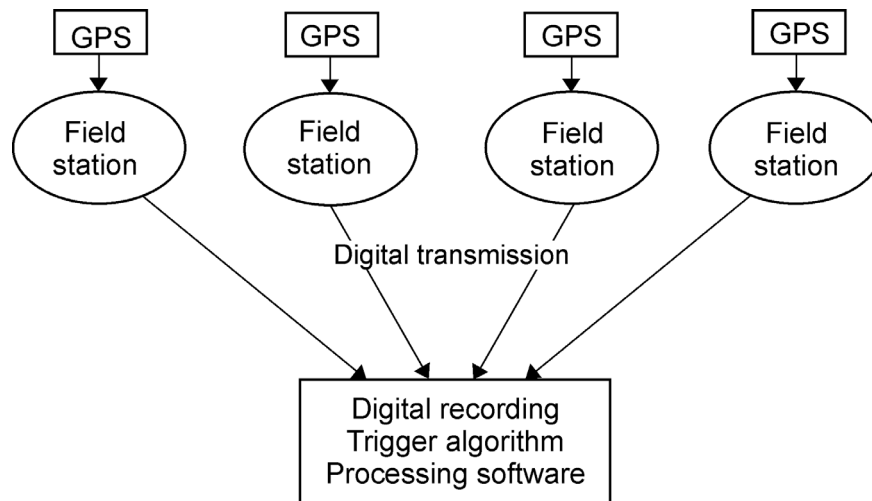 GPS GPS GPS GPS
Field station
Field station
Field station
Field station
Digital transmission
Digital recording
Trigger algorithm
Processing software